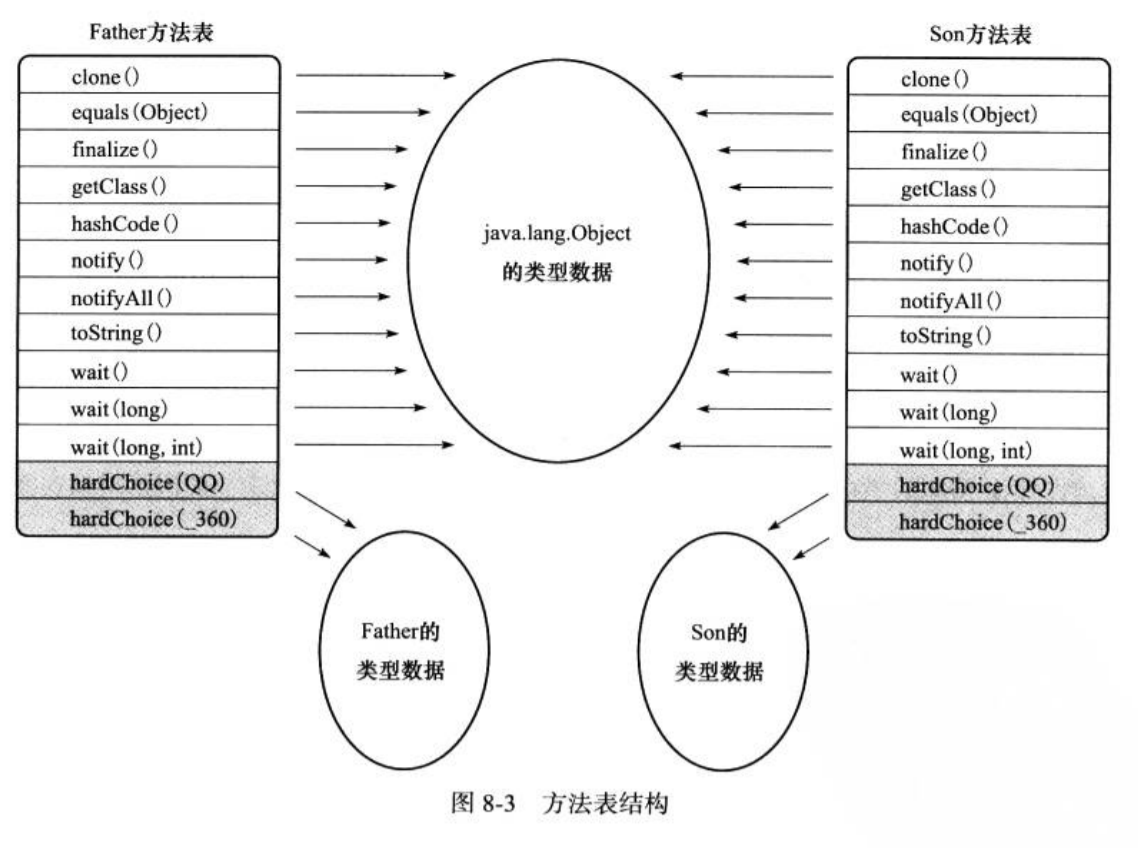 Father方法表
clone()
equals(Object)
finalize()
getClass()
hashCode()
notify()
notifyAll()
toString()
wait()
wait(long)
wait(long, int)
hardChoice(QQ)
hardChoice(_360)
java.lang.Object
的类型数据
Son方法表
clone()
equals(Object)
finalize()
getClass()
hashCode()
notify()
notifyAll()
toString()
wait()
wait(long)
wait(long, int)
hardChoice(QQ)
hardChoice(_360)
Father的
类型数据
Son的
类型数据
图 8-3 方法表结构